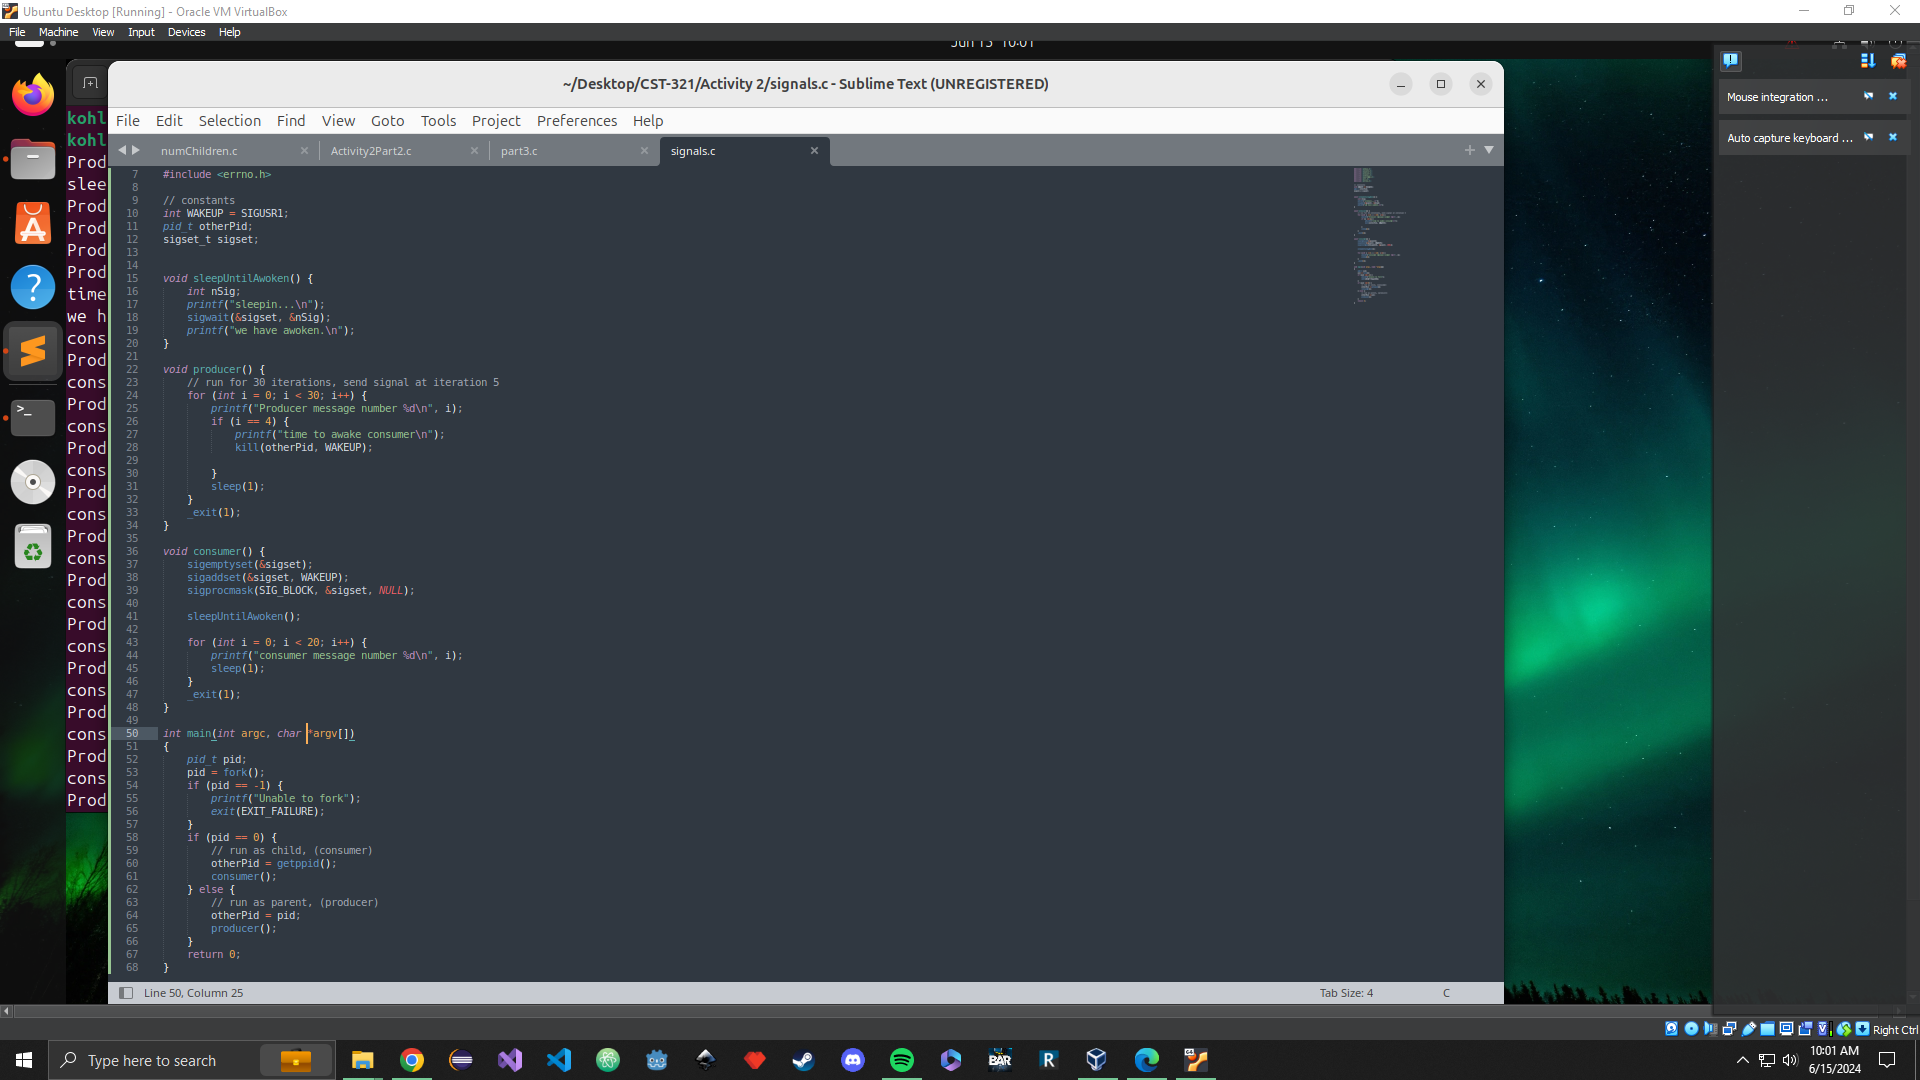 Ubuntu Desktop [Running] - Oracle VM VirtualBox
File Machine View Input Devices Help
Jun 15 10:01
~/Desktop/CST-321/Activity 2/signals.c - Sublime Text (UNREGISTERED)
File Edit Selection Find View Goto Tools Project Preferences Help
numChildren.c Activity2Part2.c part3.c signals.c
7 #include <errno.h>
8
9 // constants
10 int WAKEUP = SIGUSR1;
11 pid_t otherPid;
12 sigset_t sigset;
13
14
15 void sleepUntilAwoken() {
16 int nSig;
17 printf("sleepin...\n");
18 sigwait(&sigset, &nSig);
19 printf("we have awoken.\n");
20 }
21
22 void producer() {
23 // run for 30 iterations, send signal at iteration 5
24 for (int i = 0; i < 30; i++) {
25 printf("Producer message number %d\n", i);
26 if (i == 4) {
27 printf("time to awake consumer\n");
28 kill(otherPid, WAKEUP);
29
30 }
31 sleep(1);
32 }
33 _exit(1);
34 }
35
36 void consumer() {
37 sigemptyset(&sigset);
38 sigaddset(&sigset, WAKEUP);
39 sigprocmask(SIG_BLOCK, &sigset, NULL);
40
41 sleepUntilAwoken();
42
43 for (int i = 0; i < 20; i++) {
44 printf("consumer message number %d\n", i);
45 sleep(1);
46 }
47 _exit(1);
48 }
49
50 int main(int argc, char *argv[])
51 {
52 pid_t pid;
53 pid = fork();
54 if (pid == -1) {
55 printf("Unable to fork");
56 exit(EXIT_FAILURE);
57 }
58 if (pid == 0) {
59 // run as child, (consumer)
60 otherPid = getppid();
61 consumer();
62 } else {
63 // run as parent, (producer)
64 otherPid = pid;
65 producer();
66 }
67 return 0;
68 }
Line 50, Column 25
Tab Size: 4
C
kohl
kohl
Prod
slee
Prod
Prod
Prod
Prod
time
we h
cons
Prod
cons
Prod
cons
Prod
cons
Prod
cons
Prod
cons
Prod
cons
Prod
cons
Prod
cons
Prod
cons
Prod
cons
Prod
Mouse integration ...
Auto capture keyboard ...
Right Ctrl
Type here to search
BAR
R
10:01 AM
6/15/2024